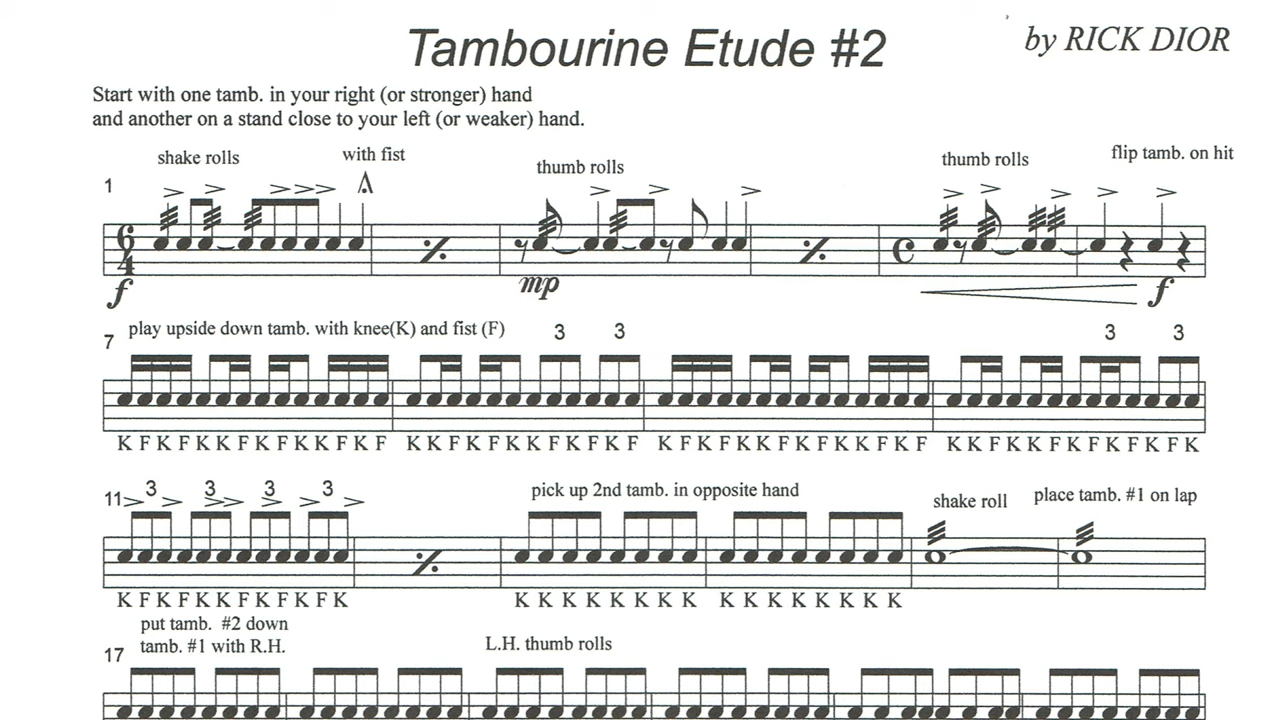 Tambourine Etude #2
by RICK DIOR
Start with one tamb. in your right (or stronger) hand
and another on a stand close to your left (or weaker) hand.
shake rolls with fist thumb rolls thumb rolls flip tamb. on hit
1
6
4
f mp f
7 play upside down tamb. with knee(K) and fist (F) 3 3 3 3
K F K F K K F K F K K F K F K K F K F K K F K F K F K F K F K K F K K F K F K F K K F K K F K F K F K F K
11 3 3 3 3 pick up 2nd tamb. in opposite hand shake roll place tamb. #1 on lap
K F K F K K F K F K F K K K K K K K K K K K K K K K K K
put tamb. #2 down
17 tamb. #1 with R.H. L.H. thumb rolls